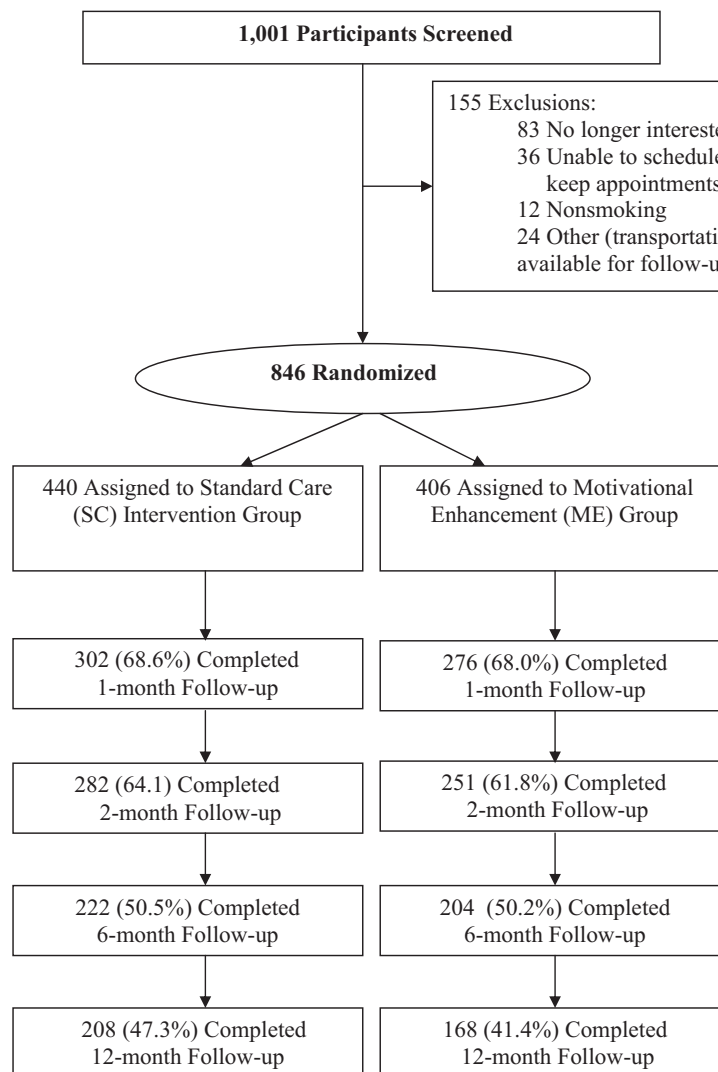 1,001 Participants Screened
155 Exclusions:
83 No longer intereste
36 Unable to schedule
keep appointments
12 Nonsmoking
24 Other (transportati
available for follow-u
846 Randomized
440 Assigned to Standard Care
(SC) Intervention Group
406 Assigned to Motivational
Enhancement (ME) Group
302 (68.6%) Completed
1-month Follow-up
276 (68.0%) Completed
1-month Follow-up
282 (64.1) Completed
2-month Follow-up
251 (61.8%) Completed
2-month Follow-up
222 (50.5%) Completed
6-month Follow-up
204 (50.2%) Completed
6-month Follow-up
208 (47.3%) Completed
12-month Follow-up
168 (41.4%) Completed
12-month Follow-up